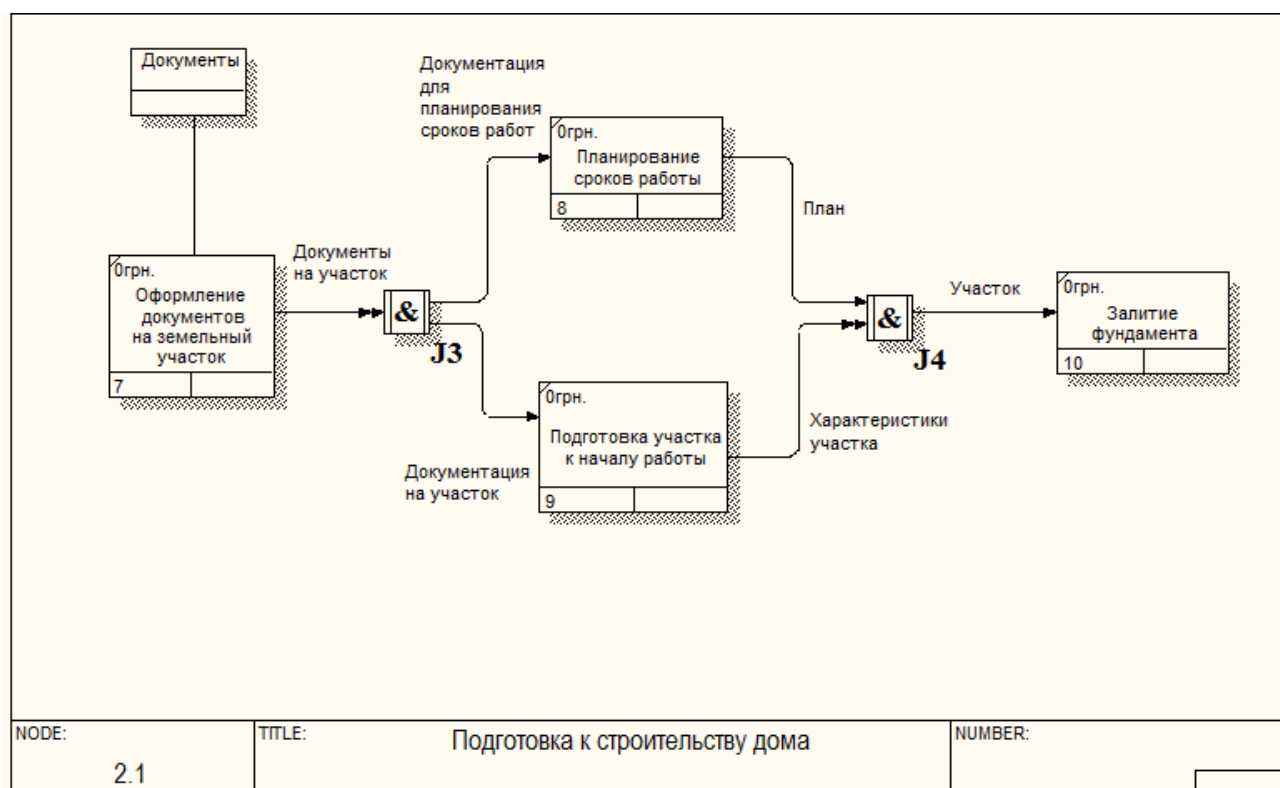 Документы
Документация
для
планирования
сроков работ
0грн.
Планирование
сроков работы
8
План
Документы
на участок
0грн.
Оформление
документов
на земельный
участок
7
&
J3
&
J4
Участок
0грн.
Залитие
фундамента
10
0грн.
Подготовка участка
к началу работы
9
Документация
на участок
Характеристики
участка
NODE:
2.1
TITLE:
Подготовка к строительству дома
NUMBER: